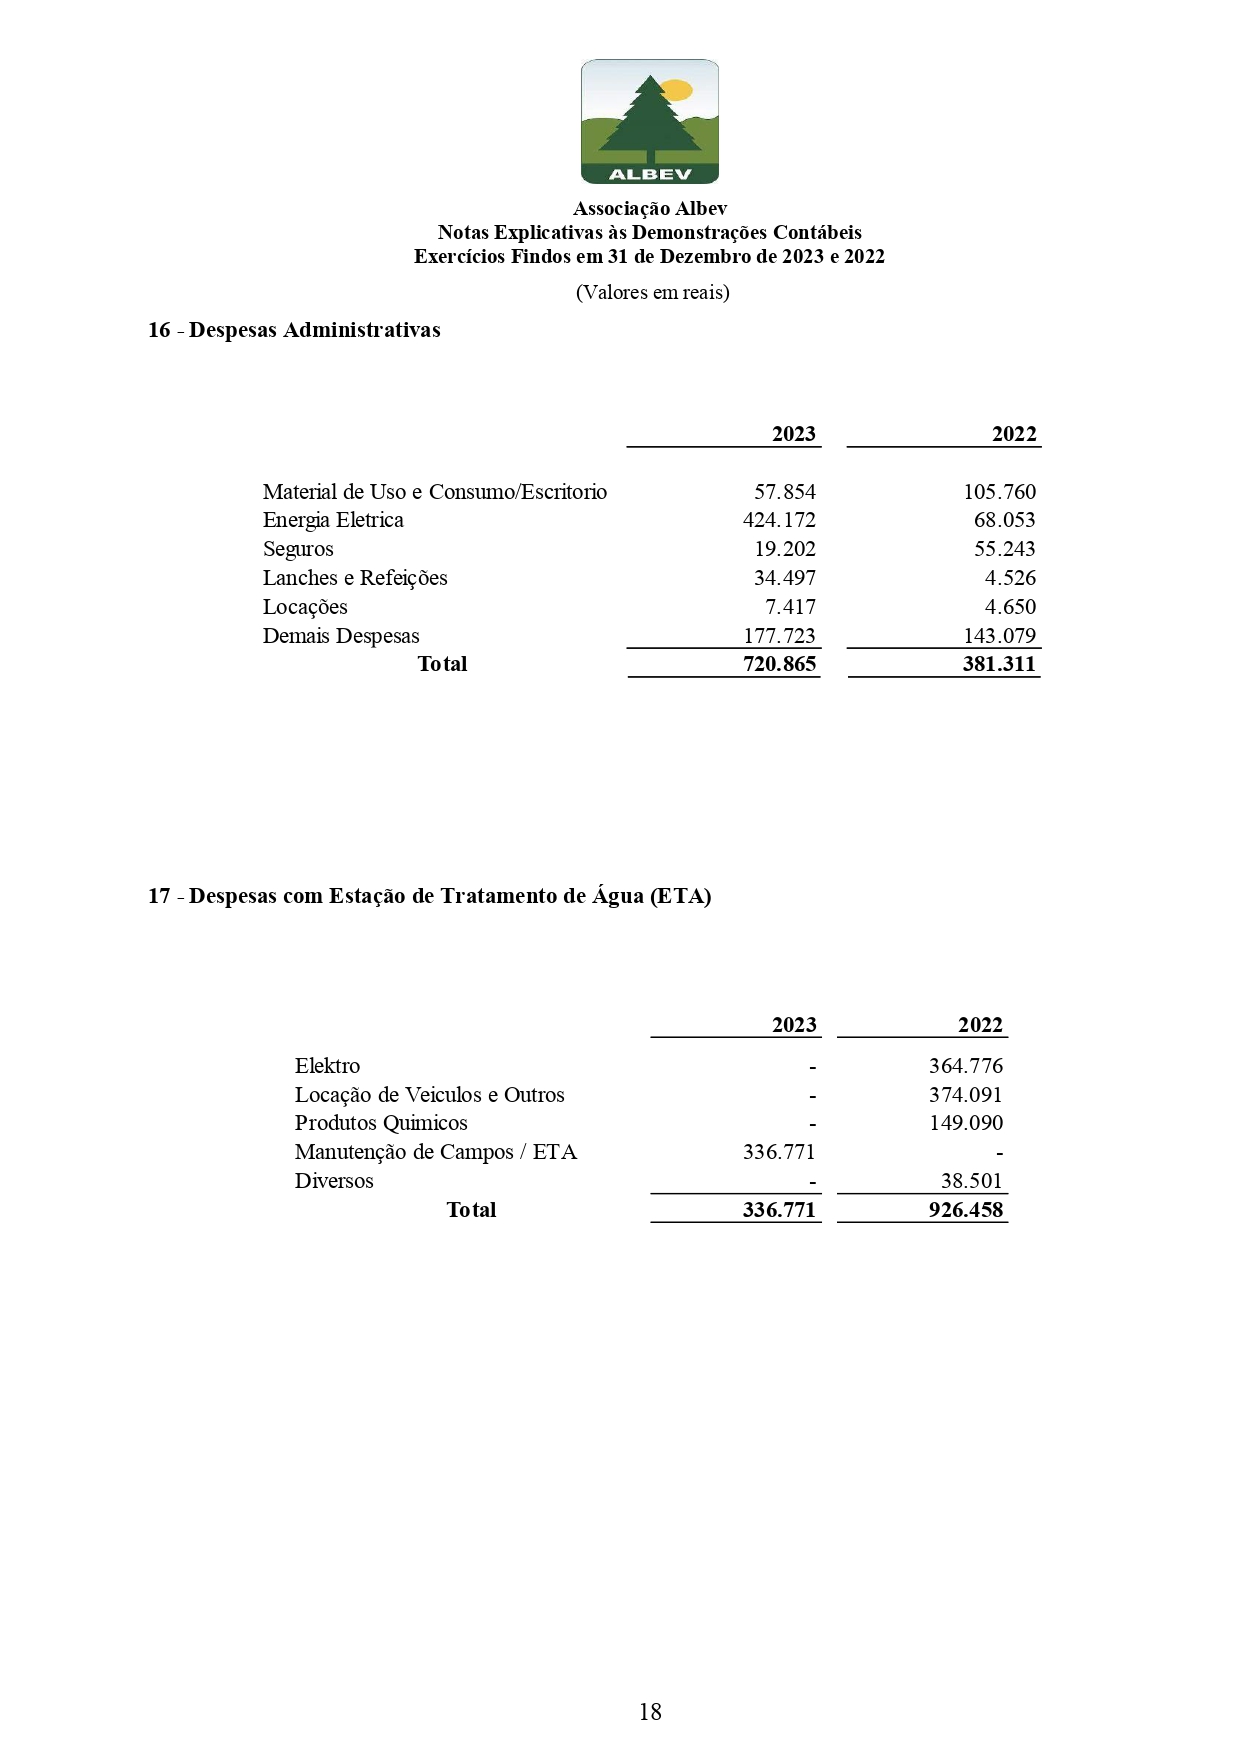 ALBEV
Associação Albev
Notas Explicativas às Demonstrações Contábeis
Exercícios Findos em 31 de Dezembro de 2023 e 2022
(Valores em reais)
16 - Despesas Administrativas
2023 2022
Material de Uso e Consumo/Escritorio 57.854 105.760
Energia Eletrica 424.172 68.053
Seguros 19.202 55.243
Lanches e Refeições 34.497 4.526
Locações 7.417 4.650
Demais Despesas 177.723 143.079
Total 720.865 381.311
17 - Despesas com Estação de Tratamento de Água (ETA)
2023 2022
Elektro - 364.776
Locação de Veiculos e Outros - 374.091
Produtos Quimicos - 149.090
Manutenção de Campos / ETA 336.771 -
Diversos - 38.501
Total 336.771 926.458
18